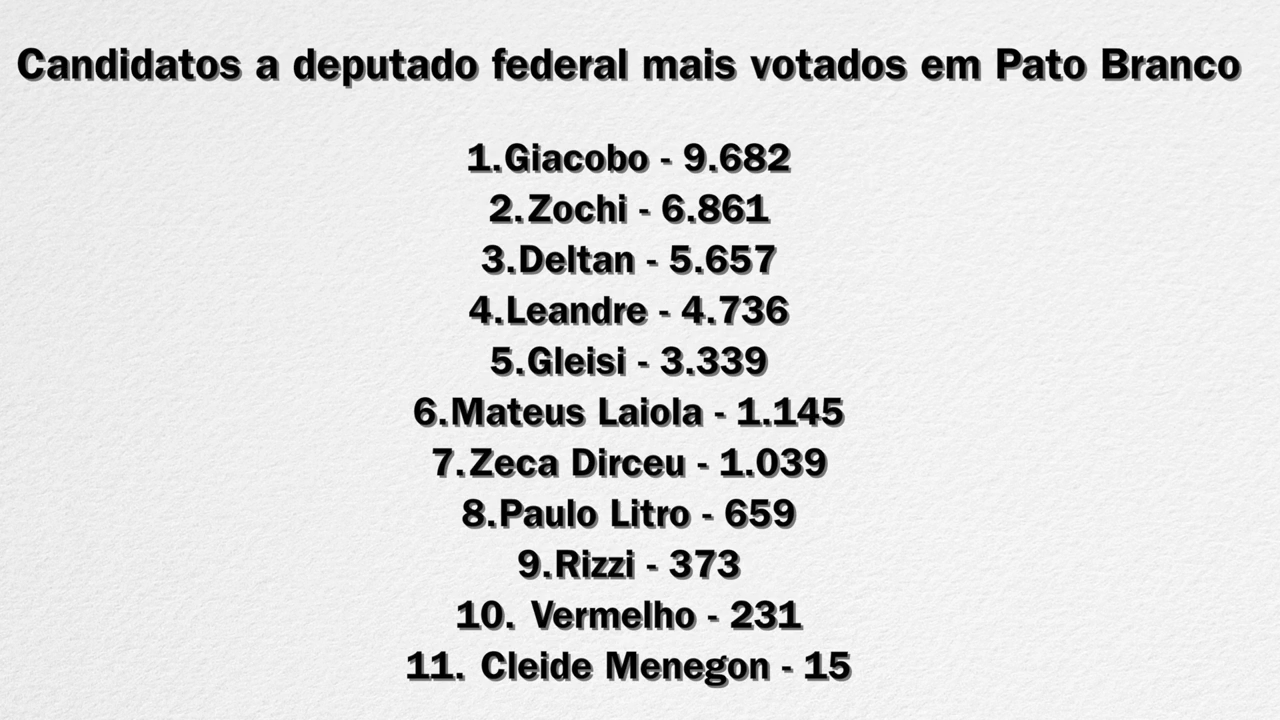 Candidatos a deputado federal mais votados em Pato Branco
1.Giacobo - 9.682
2.Zochi - 6.861
3.Deltan - 5.657
4.Leandre - 4.736
5.Gleisi - 3.339
6.Mateus Laiola - 1.145
7.Zeca Dirceu - 1.039
8.Paulo Litro - 659
9.Rizzi - 373
10. Vermelho - 231
11. Cleide Menegon - 15